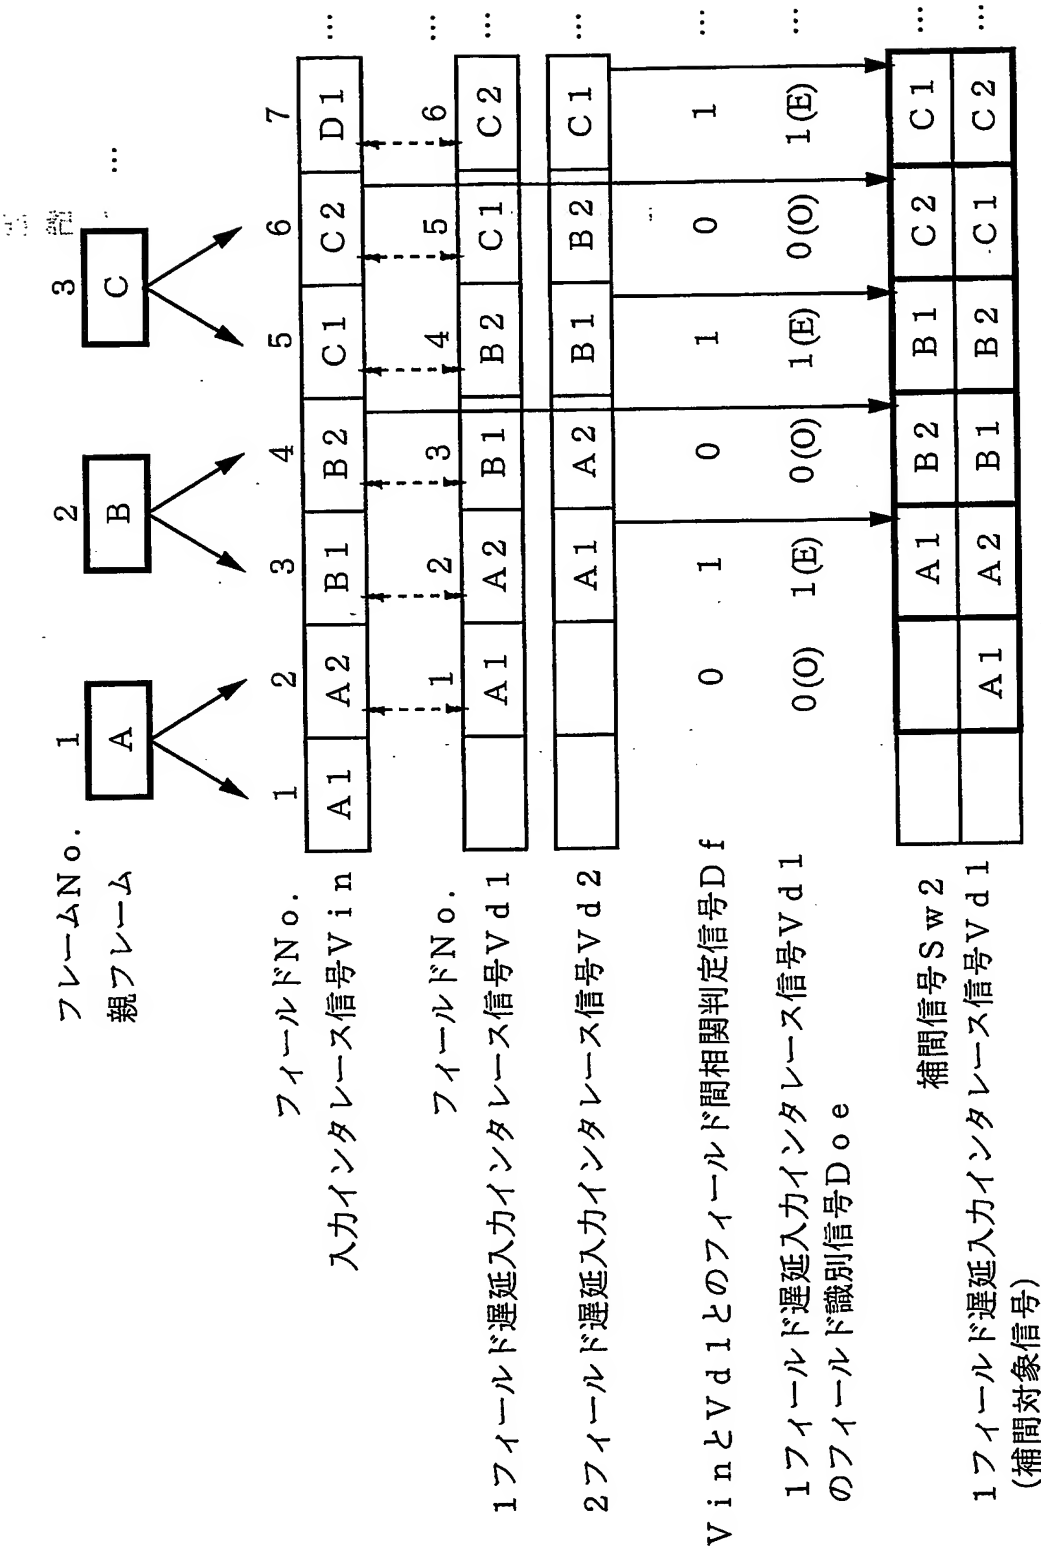 フレームNo. 1 2 3
親フレーム A B C …
フィールドNo. 1 2 3 4 5 6 7
入力インタレース信号Vin A1 A2 B1 B2 C1 C2 D1 …
フィールドNo. 1 2 3 4 5 6 …
1フィールド遅延入力インタレース信号Vd1 A1 A2 B1 B2 C1 C2 …
2フィールド遅延入力インタレース信号Vd2 A1 A2 B1 B2 C1 …
VinとVd1とのフィールド間相関判定信号Df 0 1 0 1 0 1 …
1フィールド遅延入力インタレース信号Vd1 0(O) 1(E) 0(O) 1(E) 0(O) 1(E) …
のフィールド識別信号Doe
補間信号Sw2 A1 B2 B1 C2 C1 …
1フィールド遅延入力インタレース信号Vd1 A1 A2 B1 B2 C1 C2 …
(補間対象信号)